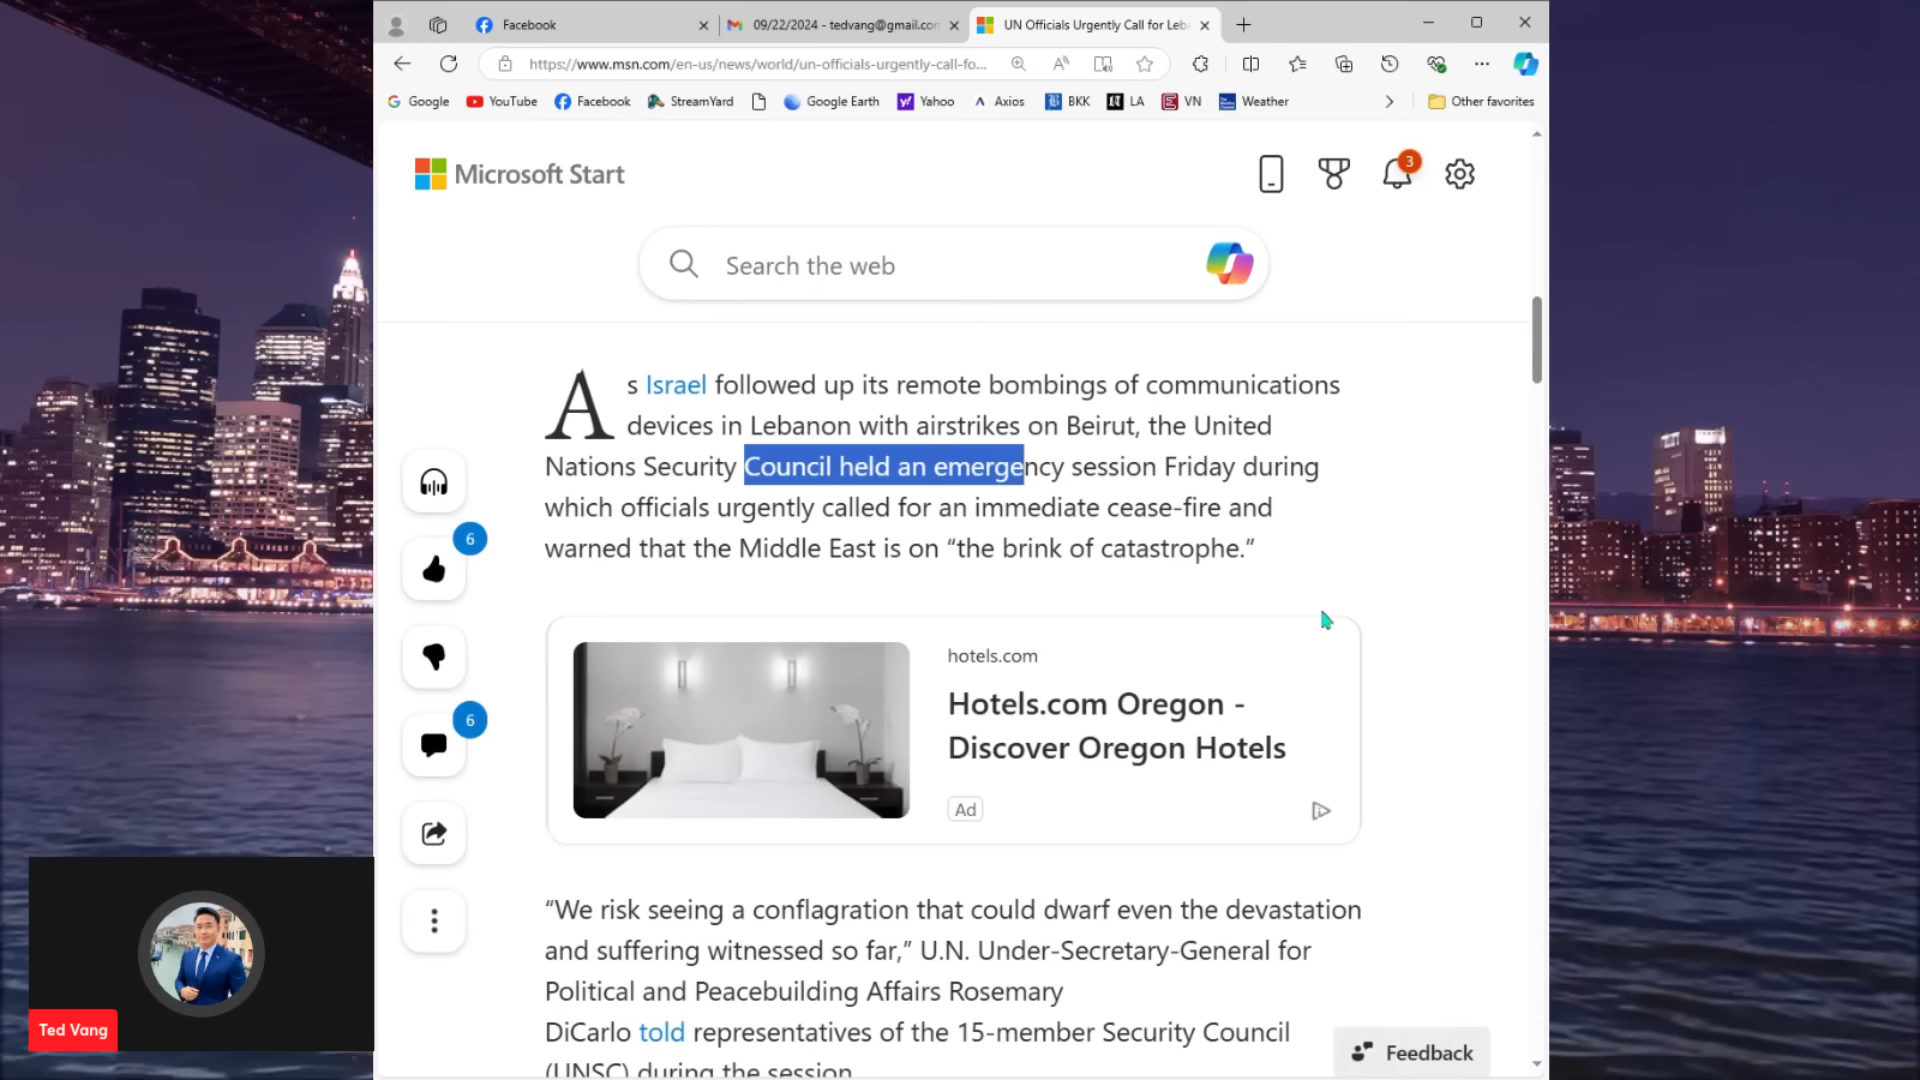 Facebook
09/22/2024 - tedvang@gmail.com
UN Officials Urgently Call for Leb
https://www.msn.com/en-us/news/world/un-officials-urgently-call-fo...
Google
YouTube
Facebook
StreamYard
Google Earth
Yahoo
Axios
BKK
LA
VN
Weather
Other favorites
Microsoft Start
3
Search the web
As Israel followed up its remote bombings of communications
devices in Lebanon with airstrikes on Beirut, the United
Nations Security Council held an emergency session Friday during
which officials urgently called for an immediate cease-fire and
warned that the Middle East is on “the brink of catastrophe.”
6
6
hotels.com
Hotels.com Oregon -
Discover Oregon Hotels
Ad
“We risk seeing a conflagration that could dwarf even the devastation
and suffering witnessed so far,” U.N. Under-Secretary-General for
Political and Peacebuilding Affairs Rosemary
DiCarlo told representatives of the 15-member Security Council
(UNSC) during the session
Feedback
Ted Vang